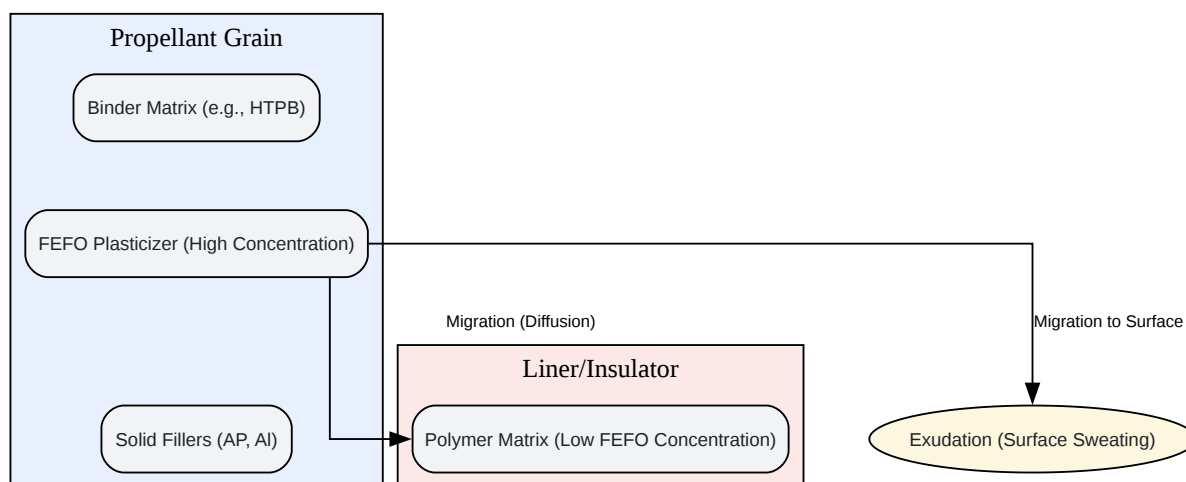 Propellant Grain
Binder Matrix (e.g., HTPB)
FEFO Plasticizer (High Concentration)
Migration (Diffusion)
Migration to Surface
Liner/Insulator
Solid Fillers (AP, Al)
Polymer Matrix (Low FEFO Concentration)
Exudation (Surface Sweating)